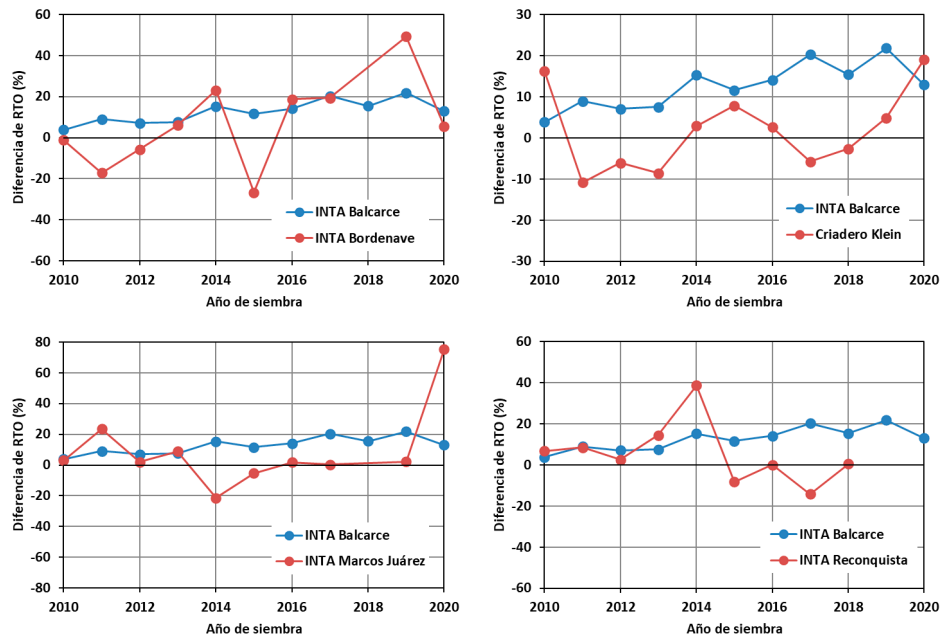 60
40
20
0
-20
-40
-60
Diferencia de RTO (%)
INTA Balcarce
INTA Bordenave
2010 2012 2014 2016 2018 2020
Año de siembra
30
20
10
0
-10
-20
-30
Diferencia de RTO (%)
INTA Balcarce
Criadero Klein
2010 2012 2014 2016 2018 2020
Año de siembra
80
60
40
20
0
-20
-40
-60
-80
Diferencia de RTO (%)
INTA Balcarce
INTA Marcos Juárez
2010 2012 2014 2016 2018 2020
Año de siembra
60
40
20
0
-20
-40
-60
Diferencia de RTO (%)
INTA Balcarce
INTA Reconquista
2010 2012 2014 2016 2018 2020
Año de siembra